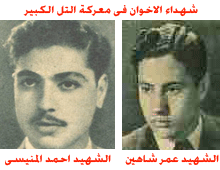 شهداء الاخوان فى معركة التل الكبير
الشهيد عمر شاهين
الشهيد احمد المنيسى